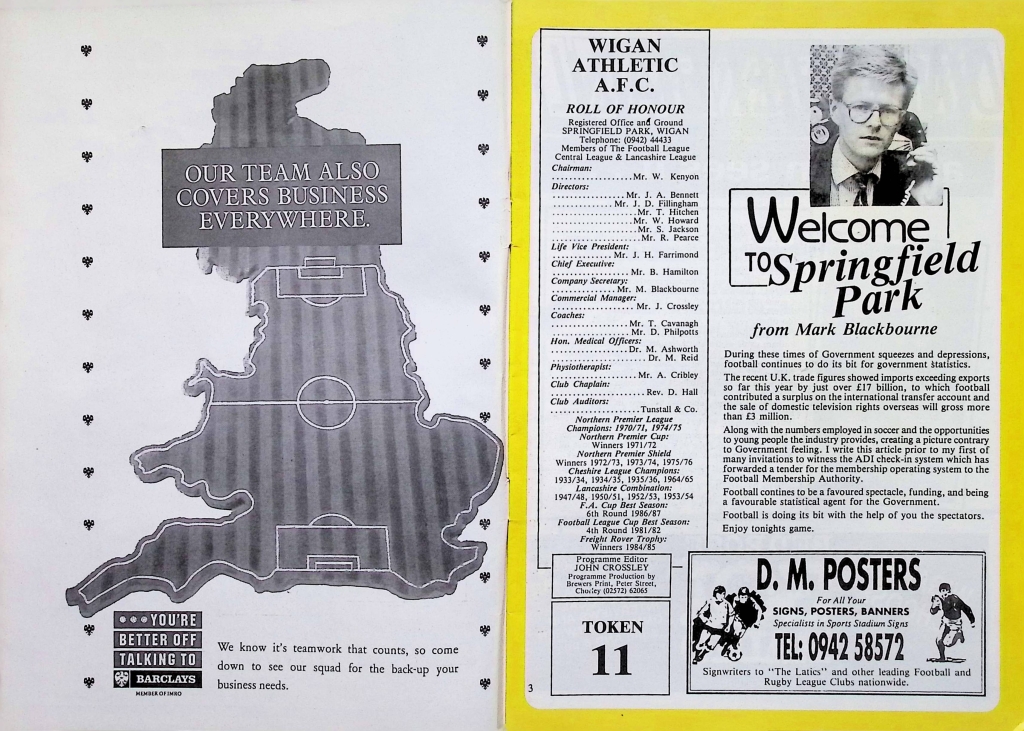 OUR TEAM ALSO
COVERS BUSINESS
EVERYWHERE.
YOU'RE
BETTER OFF
TALKING TO
BARCLAYS
MEMBER OF IMRO
We know it's teamwork that counts, so come
down to see our squad for the back-up your
business needs.
WIGAN
ATHLETIC
A.F.C.
ROLL OF HONOUR
Registered Office and Ground
SPRINGFIELD PARK, WIGAN
Telephone: (0942) 44433
Members of The Football League
Central League & Lancashire League
Chairman:
..................Mr. W. Kenyon
Directors:
.................Mr. J. A. Bennett
..............Mr. J. D. Fillingham
....................Mr. T. Hitchen
...................Mr. W. Howard
...................Mr. S. Jackson
....................Mr. R. Pearce
Life Vice President:
..............Mr. J. H. Farrimond
Chief Executive:
..................Mr. B. Hamilton
Company Secretary:
...............Mr. M. Blackbourne
Commercial Manager:
...................Mr. J. Crossley
Coaches:
.................Mr. T. Cavanagh
..................Mr. D. Philpotts
Hon. Medical Officers:
.................Dr. M. Ashworth
......................Dr. M. Reid
Physiotherapist:
...................Mr. A. Cribley
Club Chaplain:
.....................Rev. D. Hall
Club Auditors:
....................Tunstall & Co.
Northern Premier League
Champions: 1970/71, 1974/75
Northern Premier Cup:
Winners 1971/72
Northern Premier Shield
Winners 1972/73, 1973/74, 1975/76
Cheshire League Champions:
1933/34, 1934/35, 1935/36, 1964/65
Lancashire Combination:
1947/48, 1950/51, 1952/53, 1953/54
F.A. Cup Best Season:
6th Round 1986/87
Football League Cup Best Season:
4th Round 1981/82
Freight Rover Trophy:
Winners 1984/85
Programme Editor
JOHN CROSSLEY
Programme Production by
Brewers Print, Peter Street,
Chorley (02572) 62065
TOKEN
11
3
Welcome
TO Springfield
Park
from Mark Blackbourne
During these times of Government squeezes and depressions,
football continues to do its bit for government statistics.
The recent U.K. trade figures showed imports exceeding exports
so far this year by just over £17 billion, to which football
contributed a surplus on the international transfer account and
the sale of domestic television rights overseas will gross more
than £3 million.
Along with the numbers employed in soccer and the opportunities
to young people the industry provides, creating a picture contrary
to Government feeling. I write this article prior to my first of
many invitations to witness the ADI check-in system which has
forwarded a tender for the membership operating system to the
Football Membership Authority.
Football contines to be a favoured spectacle, funding, and being
a favourable statistical agent for the Government.
Football is doing its bit with the help of you the spectators.
Enjoy tonights game.
D. M. POSTERS
For All Your
SIGNS, POSTERS, BANNERS
Specialists in Sports Stadium Signs
TEL: 0942 58572
Signwriters to "The Latics" and other leading Football and
Rugby League Clubs nationwide.